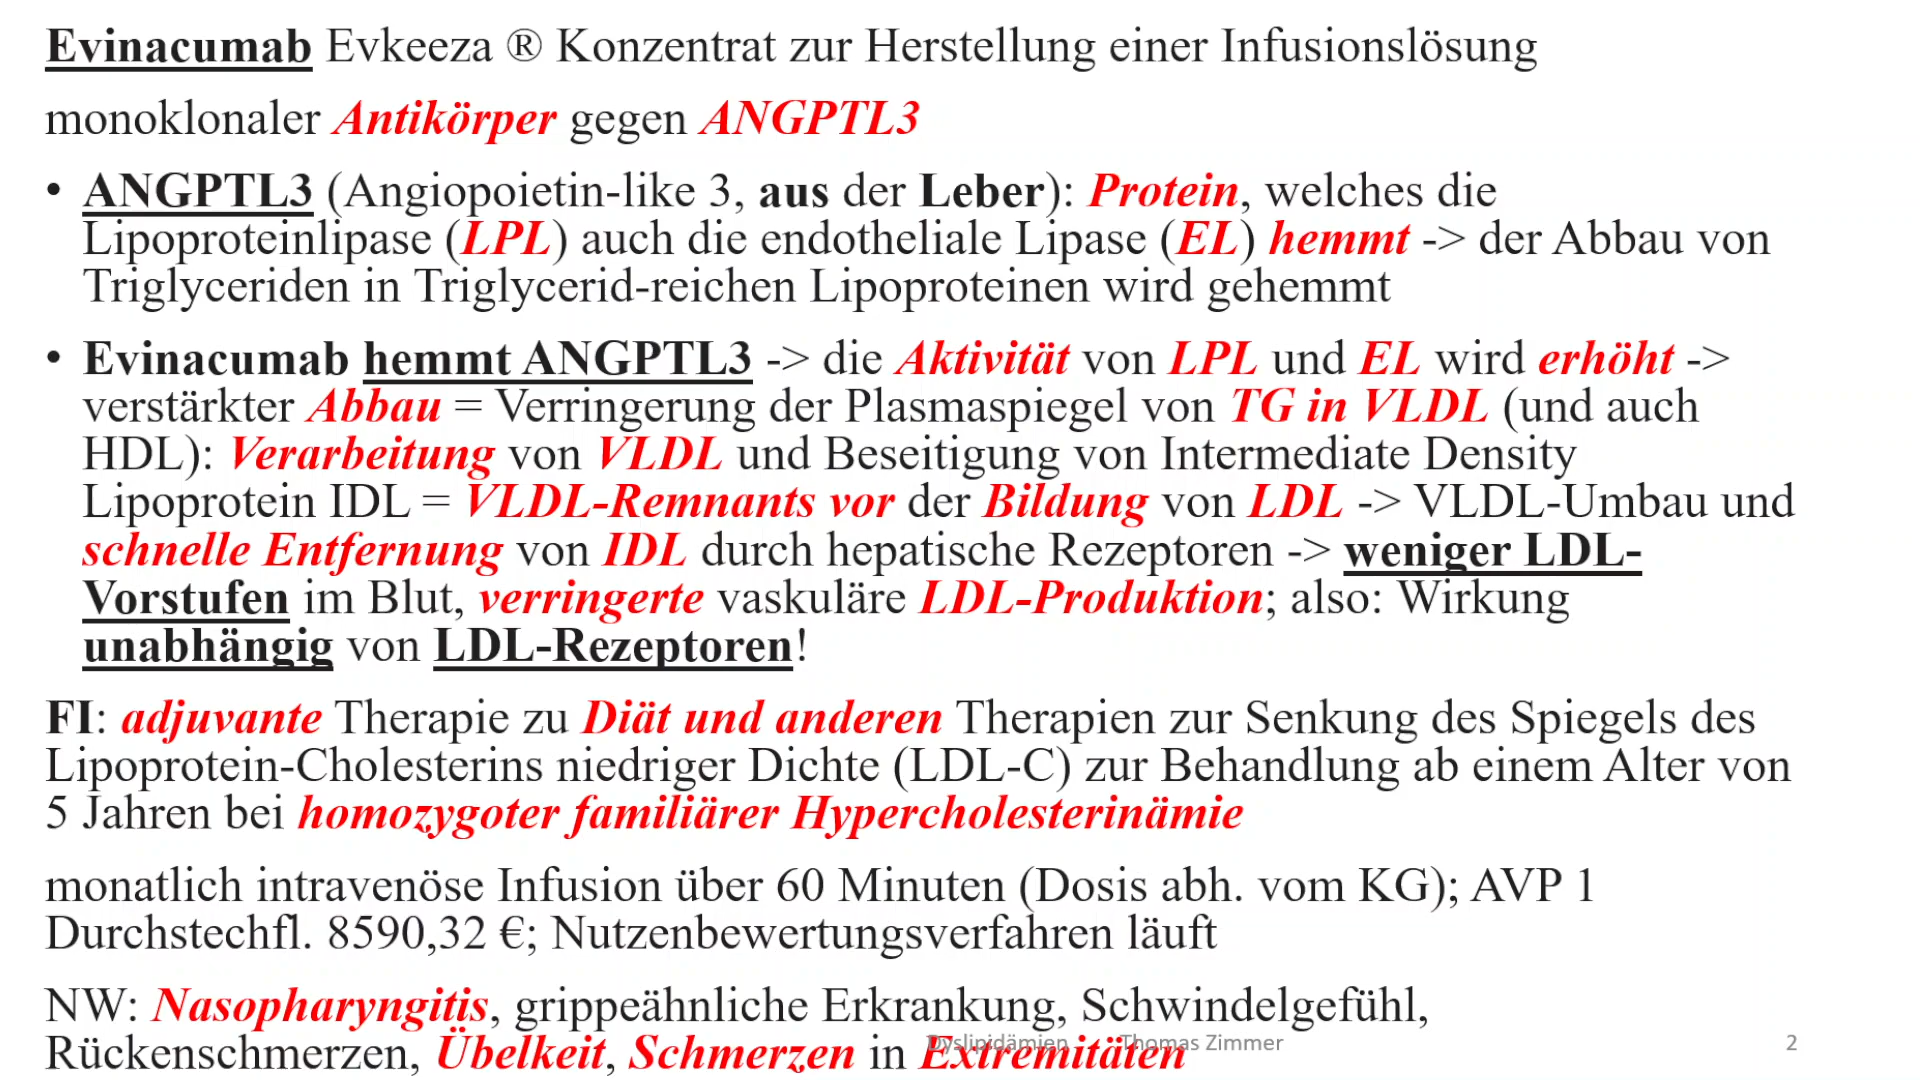 Evinacumab Evkeeza ® Konzentrat zur Herstellung einer Infusionslösung
monoklonaler Antikörper gegen ANGPTL3
• ANGPTL3 (Angiopoietin-like 3, aus der Leber): Protein, welches die
Lipoproteinlipase (LPL) auch die endotheliale Lipase (EL) hemmt -> der Abbau von
Triglyceriden in Triglycerid-reichen Lipoproteinen wird gehemmt
• Evinacumab hemmt ANGPTL3 -> die Aktivität von LPL und EL wird erhöht ->
verstärkter Abbau = Verringerung der Plasmaspiegel von TG in VLDL (und auch
HDL): Verarbeitung von VLDL und Beseitigung von Intermediate Density
Lipoprotein IDL = VLDL-Remnants vor der Bildung von LDL -> VLDL-Umbau und
schnelle Entfernung von IDL durch hepatische Rezeptoren -> weniger LDL-
Vorstufen im Blut, verringerte vaskuläre LDL-Produktion; also: Wirkung
unabhängig von LDL-Rezeptoren!
FI: adjuvante Therapie zu Diät und anderen Therapien zur Senkung des Spiegels des
Lipoprotein-Cholesterins niedriger Dichte (LDL-C) zur Behandlung ab einem Alter von
5 Jahren bei homozygoter familiärer Hypercholesterinämie
monatlich intravenöse Infusion über 60 Minuten (Dosis abh. vom KG); AVP 1
Durchstechfl. 8590,32 €; Nutzenbewertungsverfahren läuft
NW: Nasopharyngitis, grippeähnliche Erkrankung, Schwindelgefühl,
Rückenschmerzen, Übelkeit, Schmerzen in Extremitäten
Dyslipidämien Thomas Zimmer 2